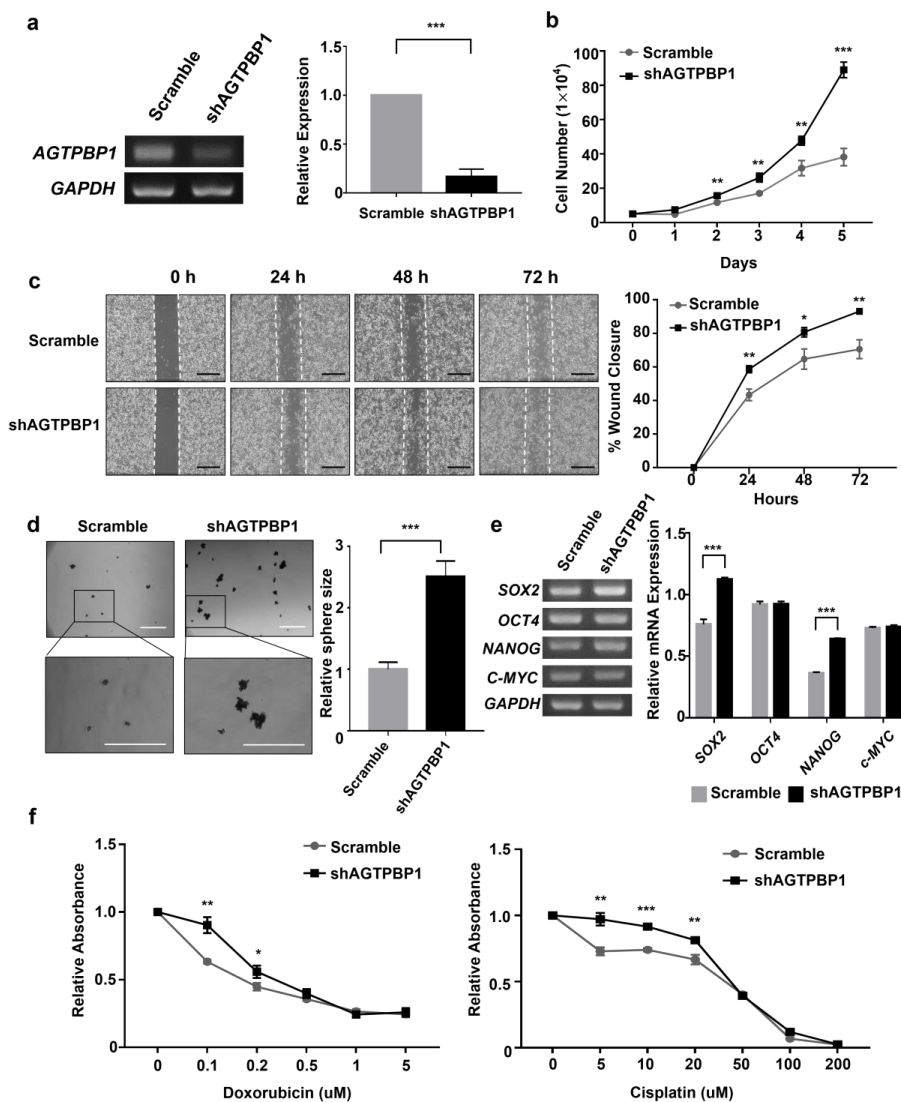 a
Scramble
shAGTPBP1
AGTPBP1
GAPDH
Relative Expression
***
1.5
1.0
0.5
0
Scramble shAGTPBP1
b
Cell Number (1×10⁴)
Scramble
shAGTPBP1
100
80
60
40
20
0
** ** ** ***
0 1 2 3 4 5
Days
c
0 h 24 h 48 h 72 h
Scramble
shAGTPBP1
% Wound Closure
Scramble
shAGTPBP1
100
80
60
40
20
0
** * **
0 24 48 72
Hours
d
Scramble shAGTPBP1
Relative sphere size
***
3
2
1
0
Scramble
shAGTPBP1
e
Scramble
shAGTPBP1
SOX2
OCT4
NANOG
C-MYC
GAPDH
Relative mRNA Expression
1.5
1.0
0.5
0
*** ***
SOX2 OCT4 NANOG c-MYC
Scramble shAGTPBP1
f
Relative Absorbance
1.5
1.0
0.5
0
Scramble
shAGTPBP1
** *
0 0.1 0.2 0.5 1 5
Doxorubicin (uM)
Relative Absorbance
1.5
1.0
0.5
0
Scramble
shAGTPBP1
** *** **
0 5 10 20 50 100 200
Cisplatin (uM)